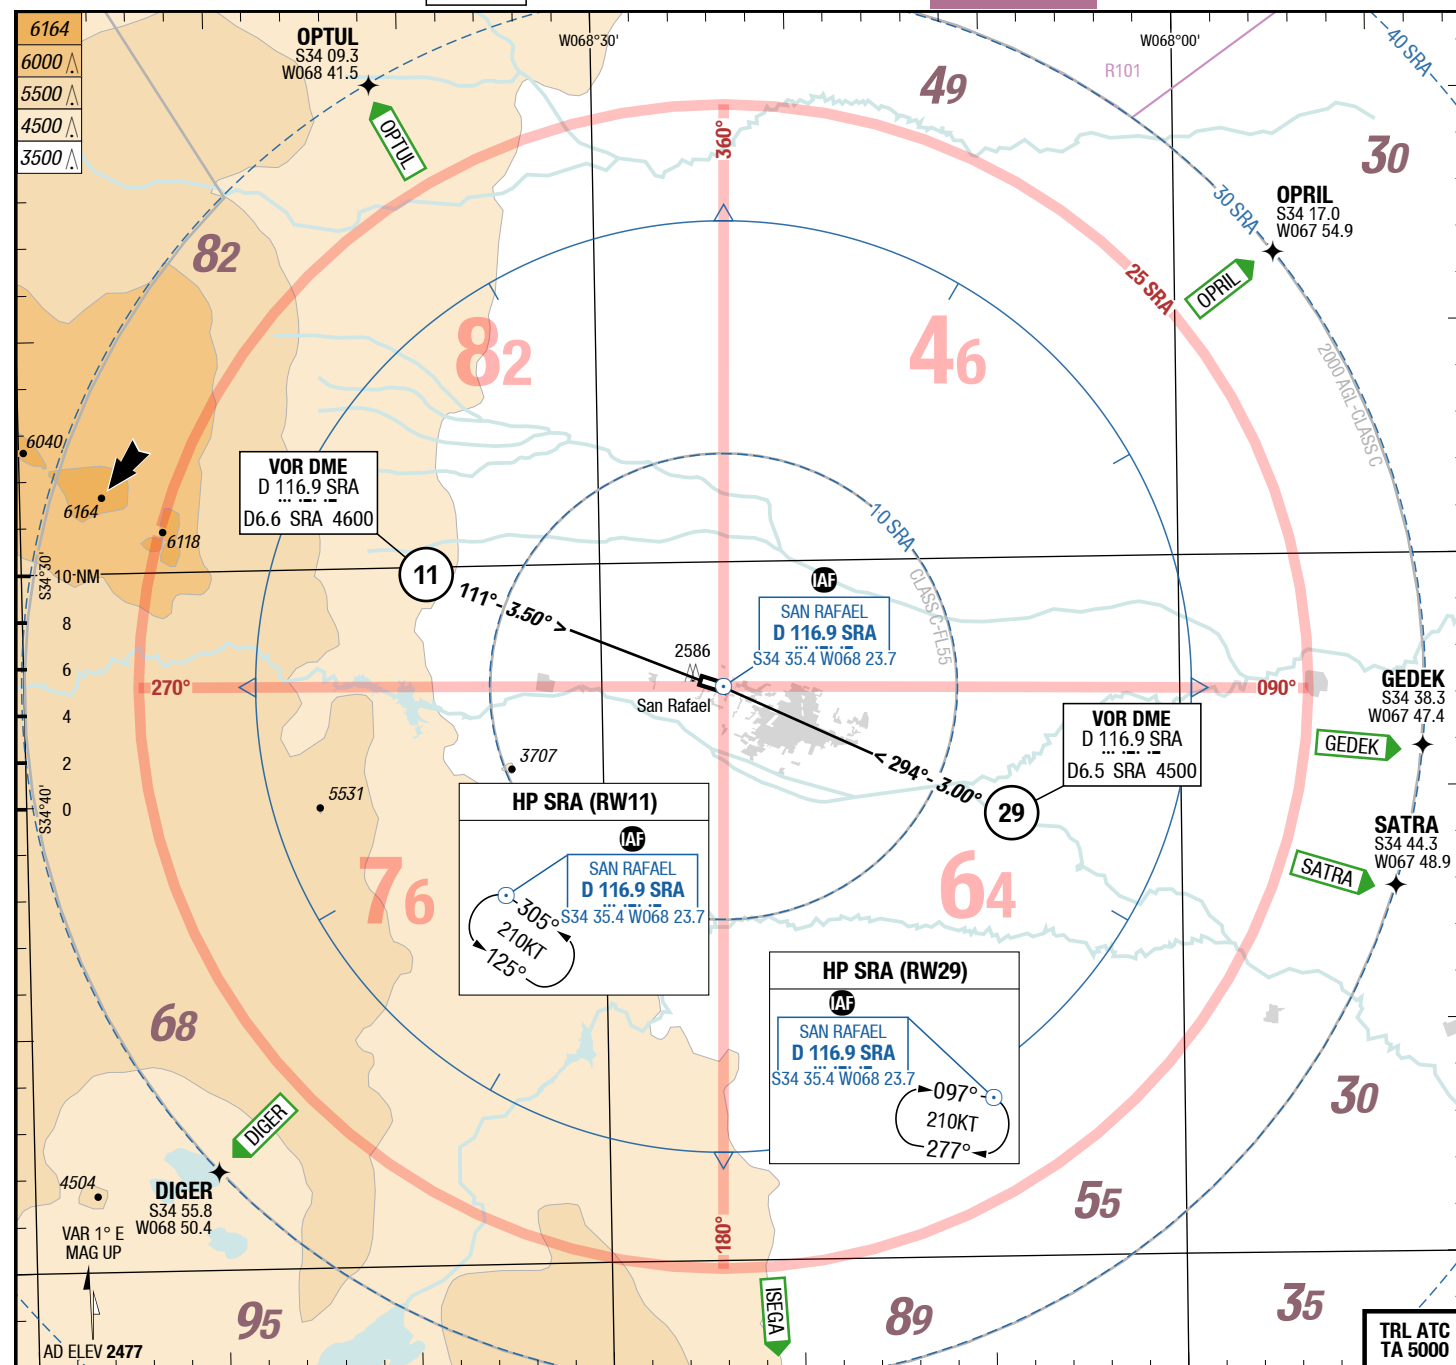 6164
6000
5500
4500
3500
OPTUL
S34 09.3
W068 41.5
OPTUL
W068°30'
W068°00'
R101
40 SRA
49
30
82
360°
30 SRA
OPRIL
S34 17.0
W067 54.9
OPRIL
25 SRA
2000 AGL-CLASS C
82
46
6040
6164
6118
VOR DME
D 116.9 SRA
D6.6 SRA 4600
11
111°- 3.50° >
10 SRA
CLASS C-FL55
IAF
SAN RAFAEL
D 116.9 SRA
S34 35.4 W068 23.7
S34°30'
10 NM
8
6
4
2
0
S34°40'
2586
San Rafael
270°
090°
GEDEK
S34 38.3
W067 47.4
GEDEK
VOR DME
D 116.9 SRA
D6.5 SRA 4500
< 294°- 3.00°
29
3707
5531
SATRA
S34 44.3
W067 48.9
SATRA
HP SRA (RW11)
IAF
SAN RAFAEL
D 116.9 SRA
S34 35.4 W068 23.7
305°
210KT
125°
76
64
HP SRA (RW29)
IAF
SAN RAFAEL
D 116.9 SRA
S34 35.4 W068 23.7
097°
210KT
277°
68
30
DIGER
4504
DIGER
S34 55.8
W068 50.4
VAR 1° E
MAG UP
55
180°
ISEGA
95
89
35
AD ELEV 2477
TRL ATC
TA 5000